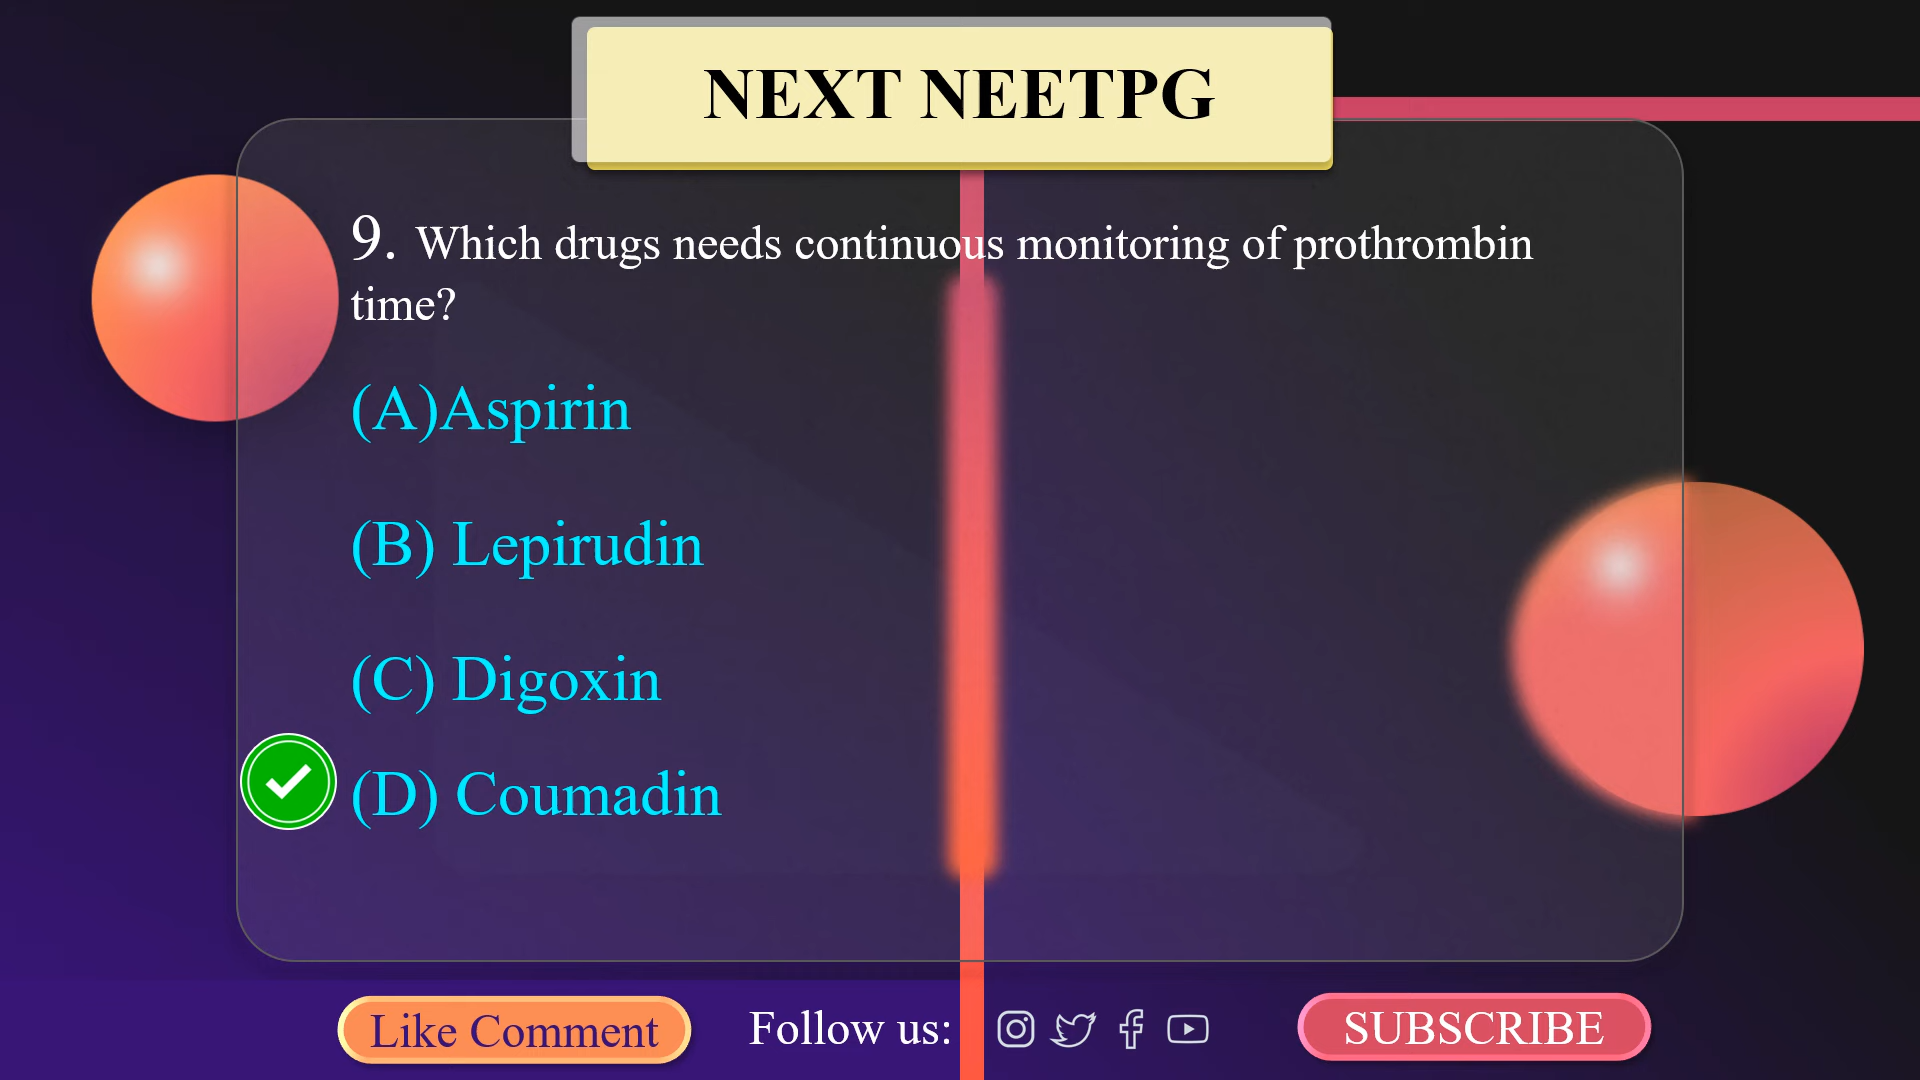 NEXT NEETPG
9. Which drugs needs continuous monitoring of prothrombin
time?
(A)Aspirin
(B) Lepirudin
(C) Digoxin
(D) Coumadin
Like Comment
Follow us:
SUBSCRIBE